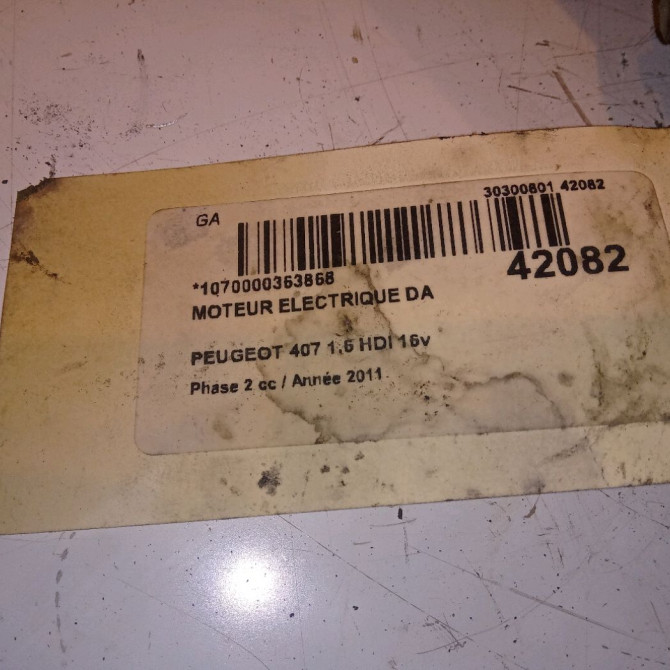 30300801 42082
GA
42082
*1070000363868
MOTEUR ELECTRIQUE DA
PEUGEOT 407 1.6 HDI 16v
Phase 2 cc / Année 2011